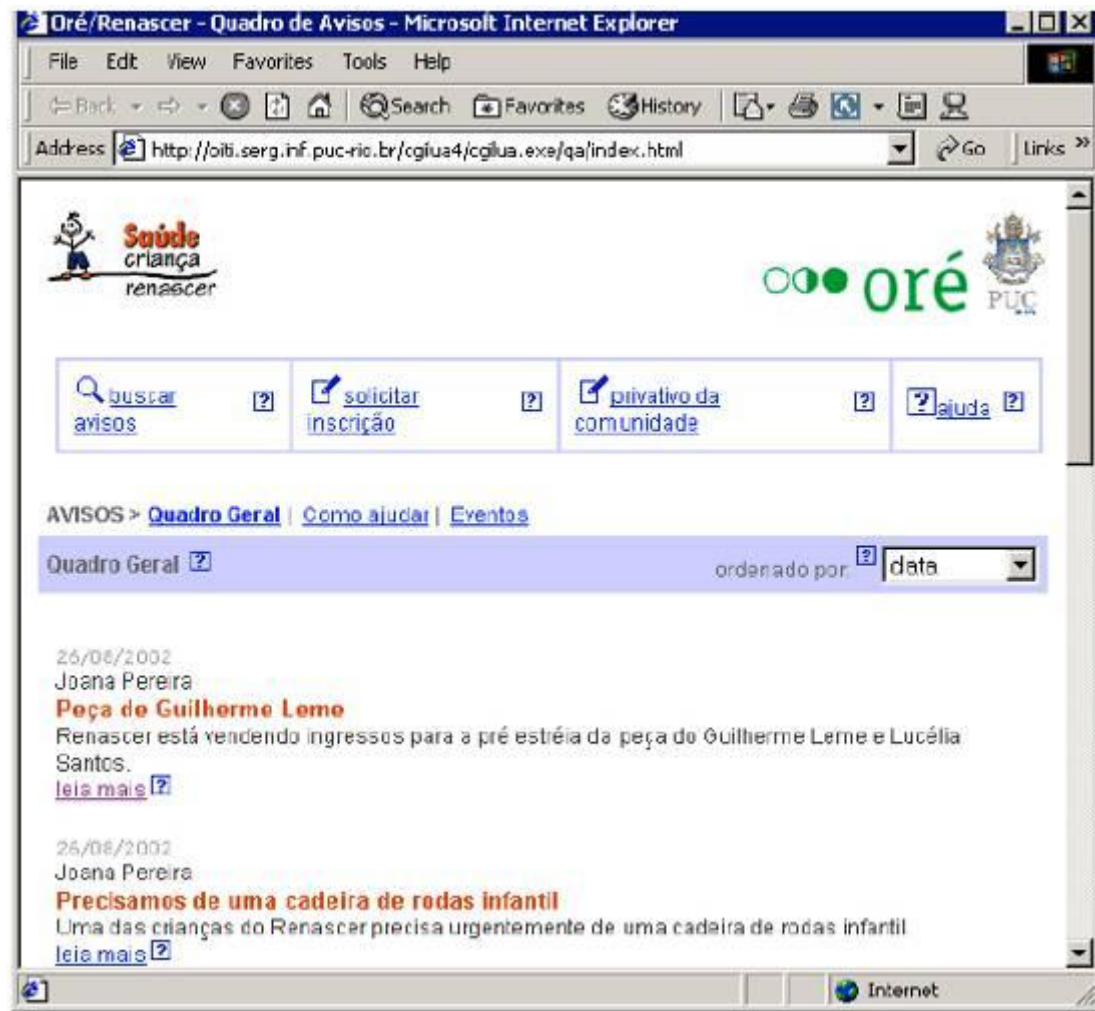 Oré/Renascer - Quadro de Avisos - Microsoft Internet Explorer
File Edit View Favorites Tools Help
Back Search Favorites History
Address http://oiti.serg.inf.puc-rio.br/cgilua4/cgilua.exe/qa/index.html Go Links »
Saúde
criança
renascer
oré
PUC
buscar
avisos ?
solicitar
inscrição ?
privativo da
comunidade ?
? ajuda ?
AVISOS > Quadro Geral | Como ajudar | Eventos
Quadro Geral ? ordenado por: ? data
26/08/2002
Joana Pereira
Peça de Guilherme Leme
Renascer está vendendo ingressos para a pré estréia da peça do Guilherme Leme e Lucélia
Santos.
leia mais ?
26/08/2002
Joana Pereira
Precisamos de uma cadeira de rodas infantil
Uma das crianças do Renascer precisa urgentemente de uma cadeira de rodas infantil
leia mais ?
Internet